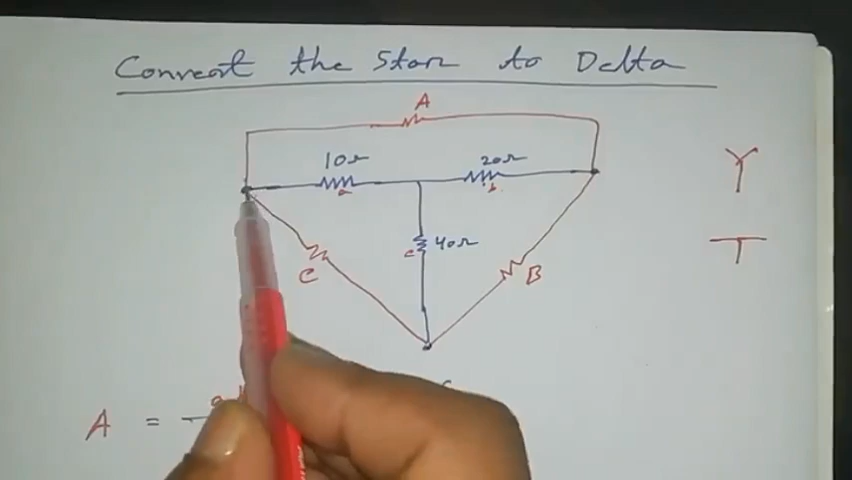 Convert the Star to Delta
A
10Ω 20Ω
a b
Y
T
c 40Ω
C B
A =